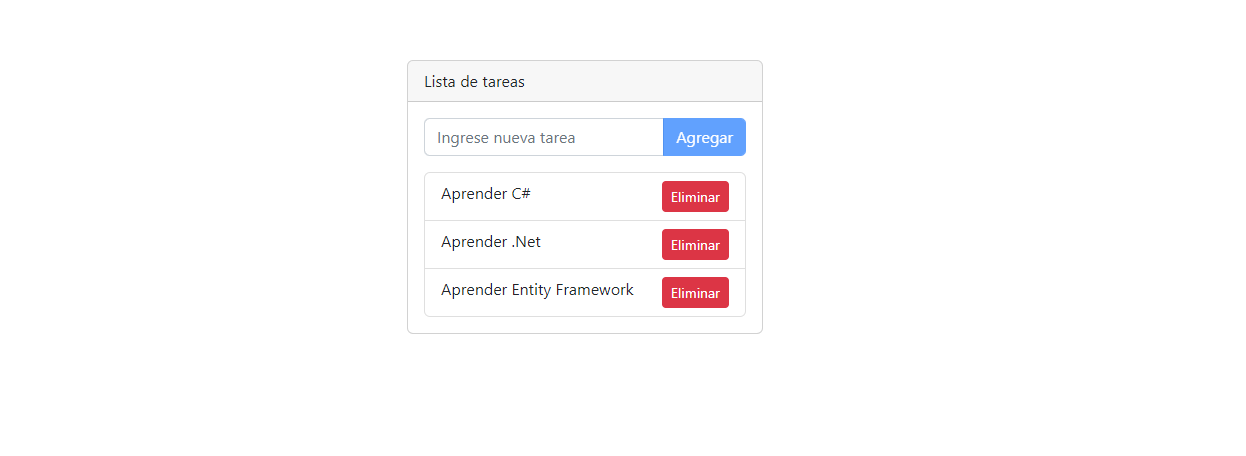 Lista de tareas
Ingrese nueva tarea Agregar
Aprender C# Eliminar
Aprender .Net Eliminar
Aprender Entity Framework Eliminar